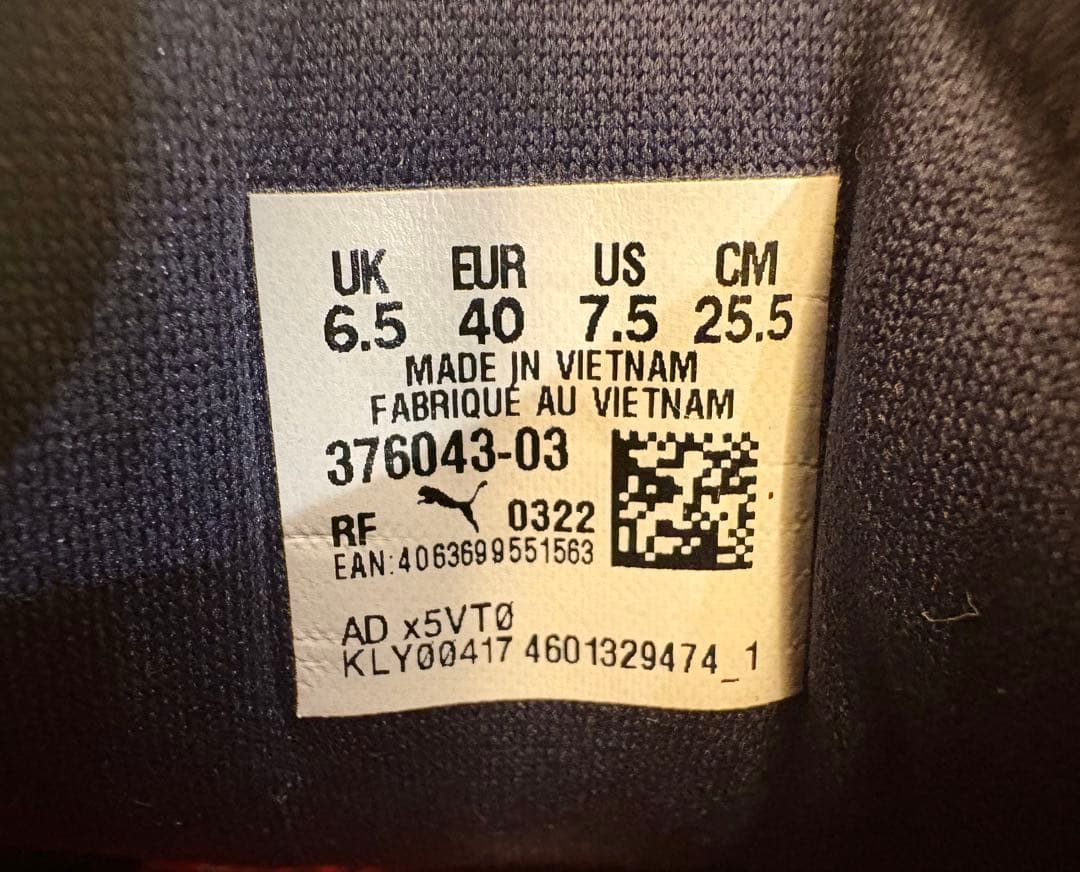 UK EUR US CM
6.5 40 7.5 25.5
MADE IN VIETNAM
FABRIQUÉ AU VIETNAM
376043-03
RF 0322
EAN:4063699551563
AD x5VTØ
KLYØØ417 4601329474_1